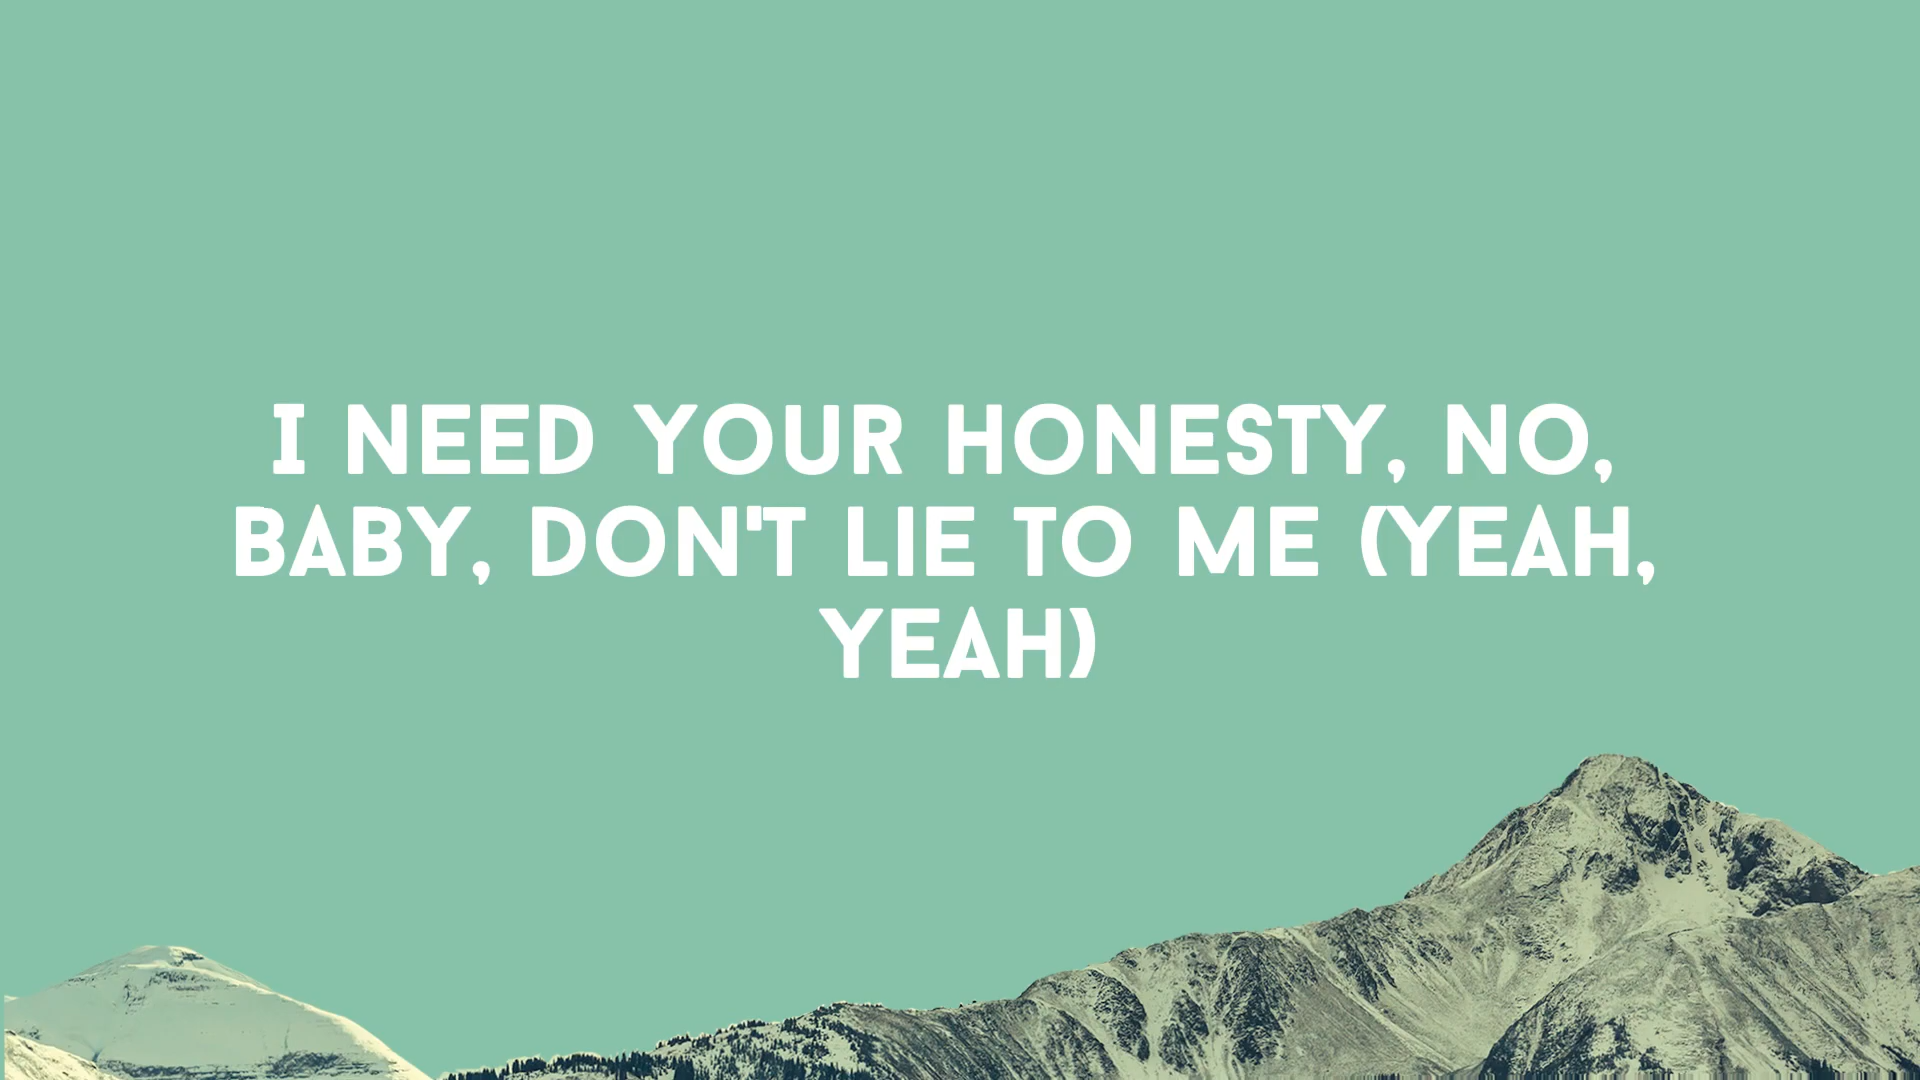 I NEED YOUR HONESTY, NO,
BABY, DON'T LIE TO ME (YEAH,
YEAH)